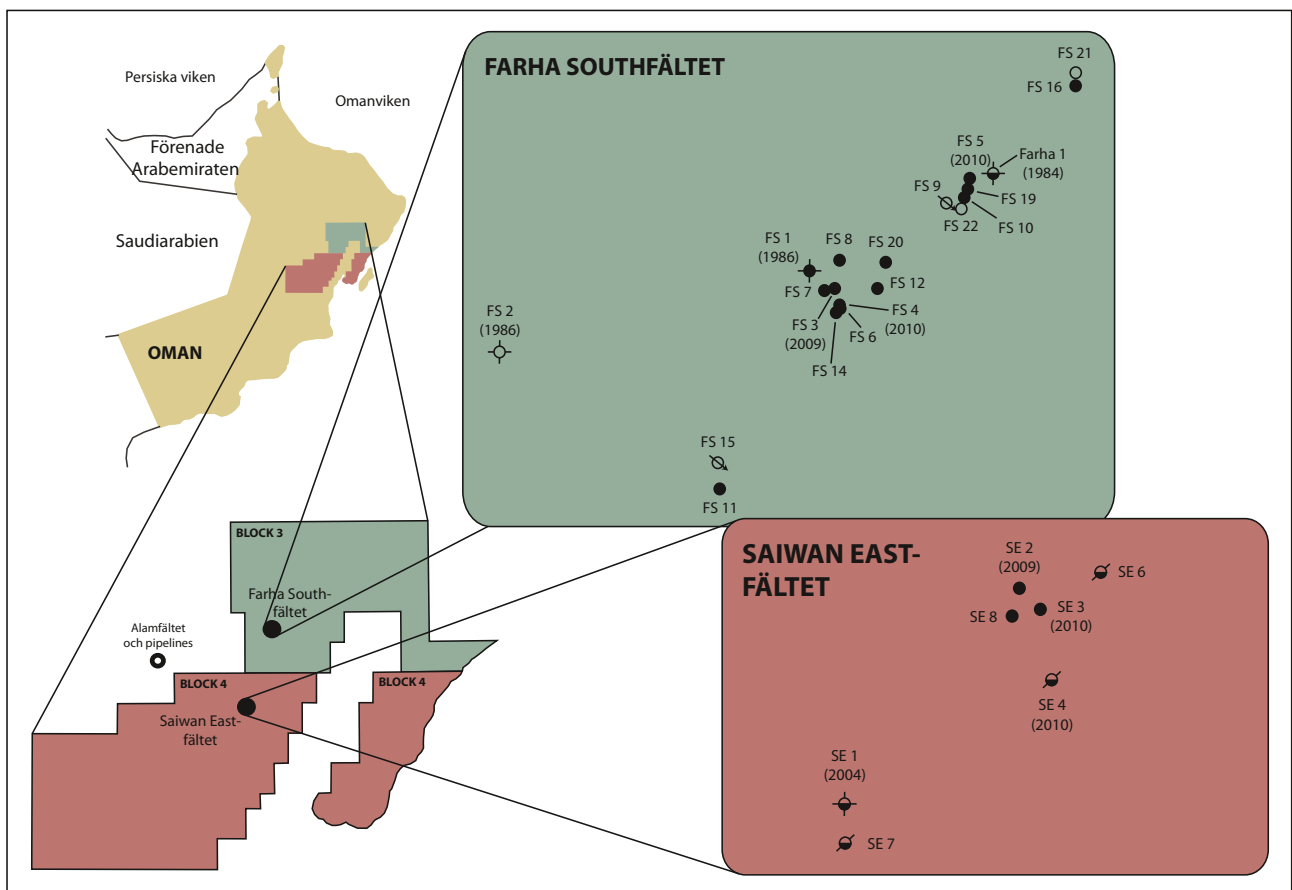 Persiska viken
Omanviken
Förenade
Arabemiraten
Saudiarabien
OMAN
FARHA SOUTHFÄLTET
FS 21
FS 16
FS 5
(2010)
Farha 1
(1984)
FS 9
FS 19
FS 22
FS 10
FS 1
(1986)
FS 8
FS 20
FS 7
FS 12
FS 3
(2009)
FS 4
(2010)
FS 6
FS 14
FS 2
(1986)
FS 15
FS 11
BLOCK 3
Farha South-
fältet
Alamfältet
och pipelines
BLOCK 4
BLOCK 4
Saiwan East-
fältet
SAIWAN EAST-
FÄLTET
SE 2
(2009)
SE 6
SE 8
SE 3
(2010)
SE 4
(2010)
SE 1
(2004)
SE 7